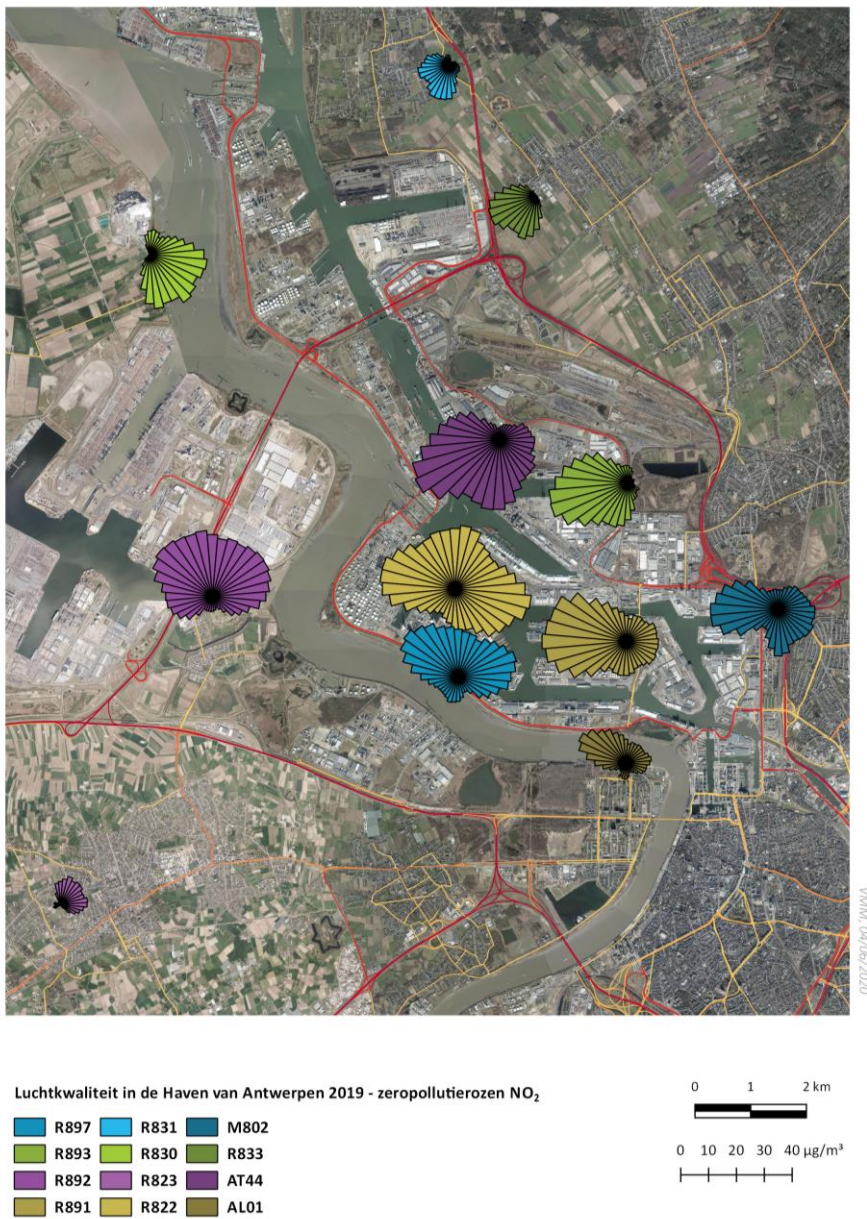 VMM, 04/06/2020
Luchtkwaliteit in de Haven van Antwerpen 2019 - zeropollutierozen NO₂
R897 R831 M802
R893 R830 R833
R892 R823 AT44
R891 R822 AL01
0 1 2 km
0 10 20 30 40 µg/m³